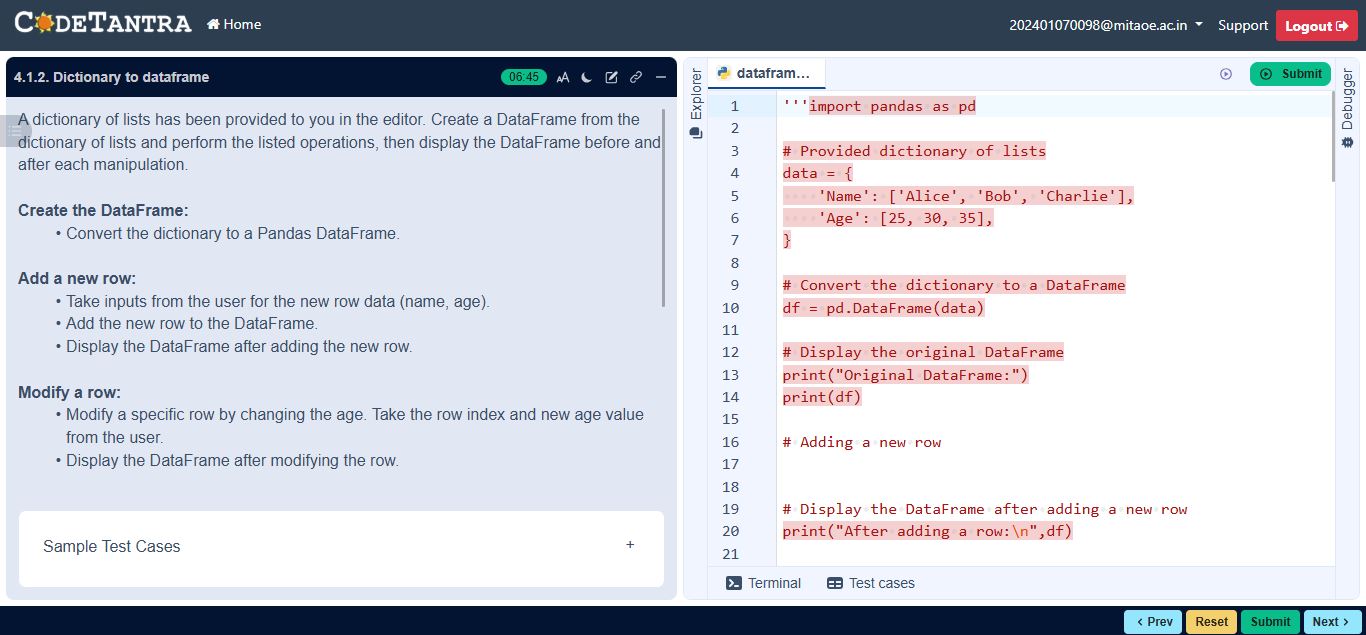 CODETANTRA
Home
202401070098@mitaoe.ac.in
Support
Logout
4.1.2. Dictionary to dataframe
06:45
AA
A dictionary of lists has been provided to you in the editor. Create a DataFrame from the
dictionary of lists and perform the listed operations, then display the DataFrame before and
after each manipulation.
Create the DataFrame:
• Convert the dictionary to a Pandas DataFrame.
Add a new row:
• Take inputs from the user for the new row data (name, age).
• Add the new row to the DataFrame.
• Display the DataFrame after adding the new row.
Modify a row:
• Modify a specific row by changing the age. Take the row index and new age value
from the user.
• Display the DataFrame after modifying the row.
Sample Test Cases
+
Explorer
datafram...
Submit
Debugger
1 '''import pandas as pd
2
3 # Provided dictionary of lists
4 data = {
5     'Name': ['Alice', 'Bob', 'Charlie'],
6     'Age': [25, 30, 35],
7 }
8
9 # Convert the dictionary to a DataFrame
10 df = pd.DataFrame(data)
11
12 # Display the original DataFrame
13 print("Original DataFrame:")
14 print(df)
15
16 # Adding a new row
17
18
19 # Display the DataFrame after adding a new row
20 print("After adding a row:\n",df)
21
Terminal
Test cases
< Prev
Reset
Submit
Next >